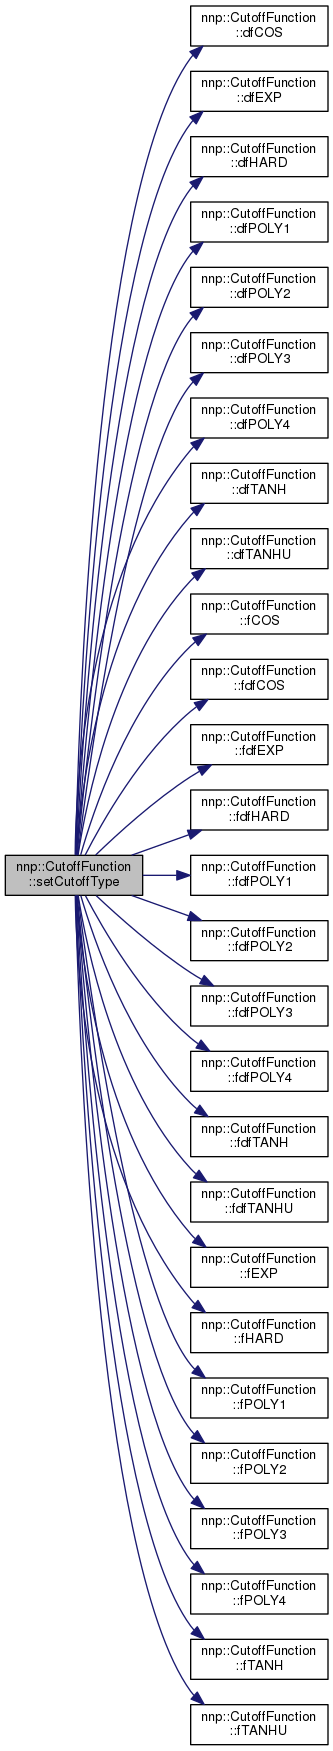 nnp::CutoffFunction
::dfCOS
nnp::CutoffFunction
::dfEXP
nnp::CutoffFunction
::dfHARD
nnp::CutoffFunction
::dfPOLY1
nnp::CutoffFunction
::dfPOLY2
nnp::CutoffFunction
::dfPOLY3
nnp::CutoffFunction
::dfPOLY4
nnp::CutoffFunction
::dfTANH
nnp::CutoffFunction
::dfTANHU
nnp::CutoffFunction
::fCOS
nnp::CutoffFunction
::fdfCOS
nnp::CutoffFunction
::fdfEXP
nnp::CutoffFunction
::fdfHARD
nnp::CutoffFunction
::setCutoffType
nnp::CutoffFunction
::fdfPOLY1
nnp::CutoffFunction
::fdfPOLY2
nnp::CutoffFunction
::fdfPOLY3
nnp::CutoffFunction
::fdfPOLY4
nnp::CutoffFunction
::fdfTANH
nnp::CutoffFunction
::fdfTANHU
nnp::CutoffFunction
::fEXP
nnp::CutoffFunction
::fHARD
nnp::CutoffFunction
::fPOLY1
nnp::CutoffFunction
::fPOLY2
nnp::CutoffFunction
::fPOLY3
nnp::CutoffFunction
::fPOLY4
nnp::CutoffFunction
::fTANH
nnp::CutoffFunction
::fTANHU